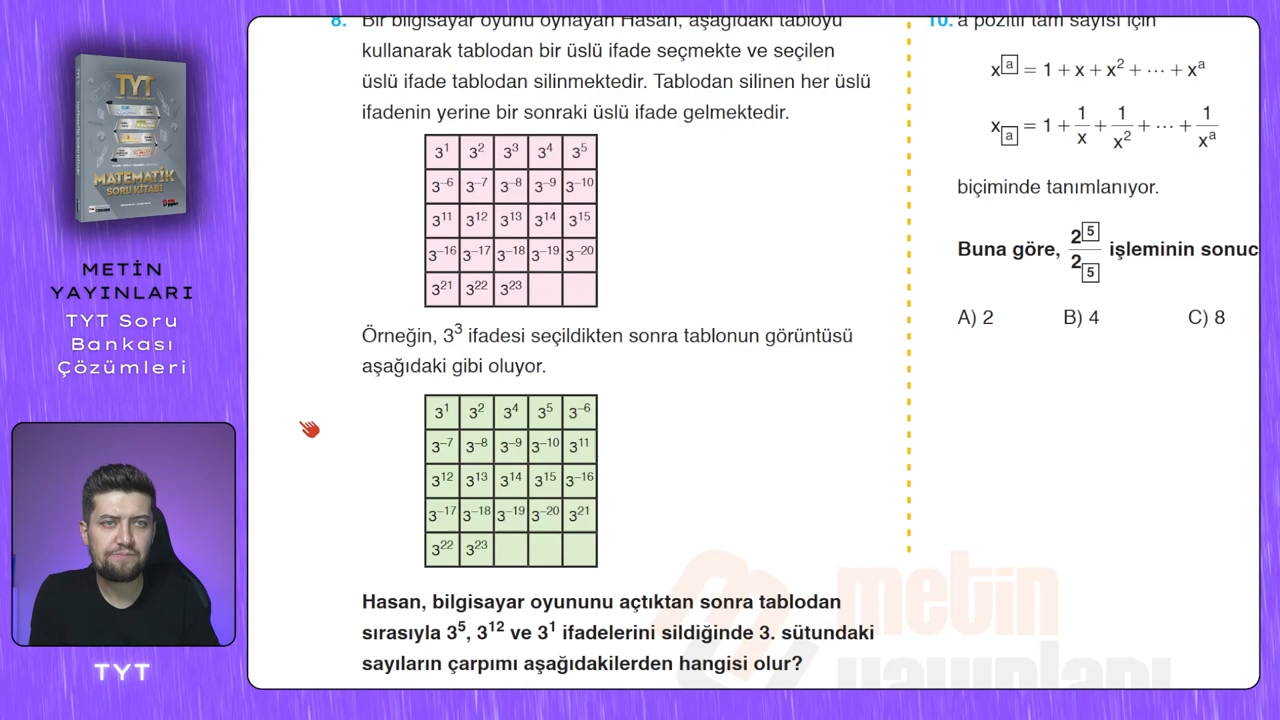 TYT
MATEMATİK
SORU KİTABI
METİN
YAYINLARI
TYT Soru
Bankası
Çözümleri
TYT
8. Bir bilgisayar oyunu oynayan Hasan, aşağıdaki tabloyu
kullanarak tablodan bir üslü ifade seçmekte ve seçilen
üslü ifade tablodan silinmektedir. Tablodan silinen her üslü
ifadenin yerine bir sonraki üslü ifade gelmektedir.
3¹ 3² 3³ 3⁴ 3⁵
3⁻⁶ 3⁻⁷ 3⁻⁸ 3⁻⁹ 3⁻¹⁰
3¹¹ 3¹² 3¹³ 3¹⁴ 3¹⁵
3⁻¹⁶ 3⁻¹⁷ 3⁻¹⁸ 3⁻¹⁹ 3⁻²⁰
3²¹ 3²² 3²³
Örneğin, 3³ ifadesi seçildikten sonra tablonun görüntüsü
aşağıdaki gibi oluyor.
3¹ 3² 3⁴ 3⁵ 3⁻⁶
3⁻⁷ 3⁻⁸ 3⁻⁹ 3⁻¹⁰ 3¹¹
3¹² 3¹³ 3¹⁴ 3¹⁵ 3⁻¹⁶
3⁻¹⁷ 3⁻¹⁸ 3⁻¹⁹ 3⁻²⁰ 3²¹
3²² 3²³
Hasan, bilgisayar oyununu açtıktan sonra tablodan
sırasıyla 3⁵, 3¹² ve 3¹ ifadelerini sildiğinde 3. sütundaki
sayıların çarpımı aşağıdakilerden hangisi olur?
10. a pozitif tam sayısı için
x[a] = 1 + x + x² + ⋯ + xᵃ
x[a] = 1 + 1/x + 1/x² + ⋯ + 1/xᵃ
biçiminde tanımlanıyor.
Buna göre, 2[5] / 2[5] işleminin sonuc
A) 2 B) 4 C) 8
metin
yayınları